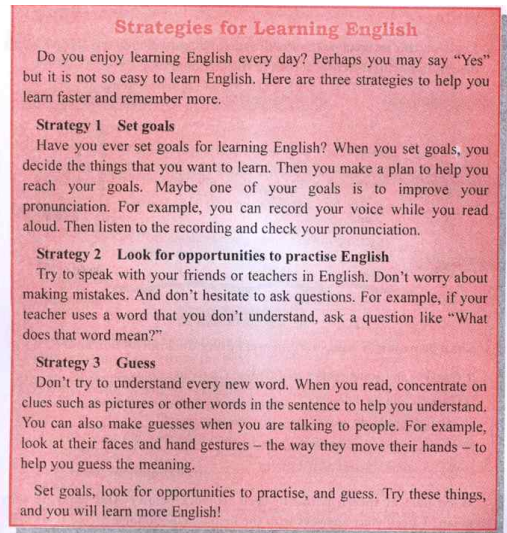 Strategies for Learning English
Do you enjoy learning English every day? Perhaps you may say “Yes”
but it is not so easy to learn English. Here are three strategies to help you
learn faster and remember more.
Strategy 1 Set goals
Have you ever set goals for learning English? When you set goals, you
decide the things that you want to learn. Then you make a plan to help you
reach your goals. Maybe one of your goals is to improve your
pronunciation. For example, you can record your voice while you read
aloud. Then listen to the recording and check your pronunciation.
Strategy 2 Look for opportunities to practise English
Try to speak with your friends or teachers in English. Don’t worry about
making mistakes. And don’t hesitate to ask questions. For example, if your
teacher uses a word that you don’t understand, ask a question like “What
does that word mean?”
Strategy 3 Guess
Don’t try to understand every new word. When you read, concentrate on
clues such as pictures or other words in the sentence to help you understand.
You can also make guesses when you are talking to people. For example,
look at their faces and hand gestures – the way they move their hands – to
help you guess the meaning.
Set goals, look for opportunities to practise, and guess. Try these things,
and you will learn more English!